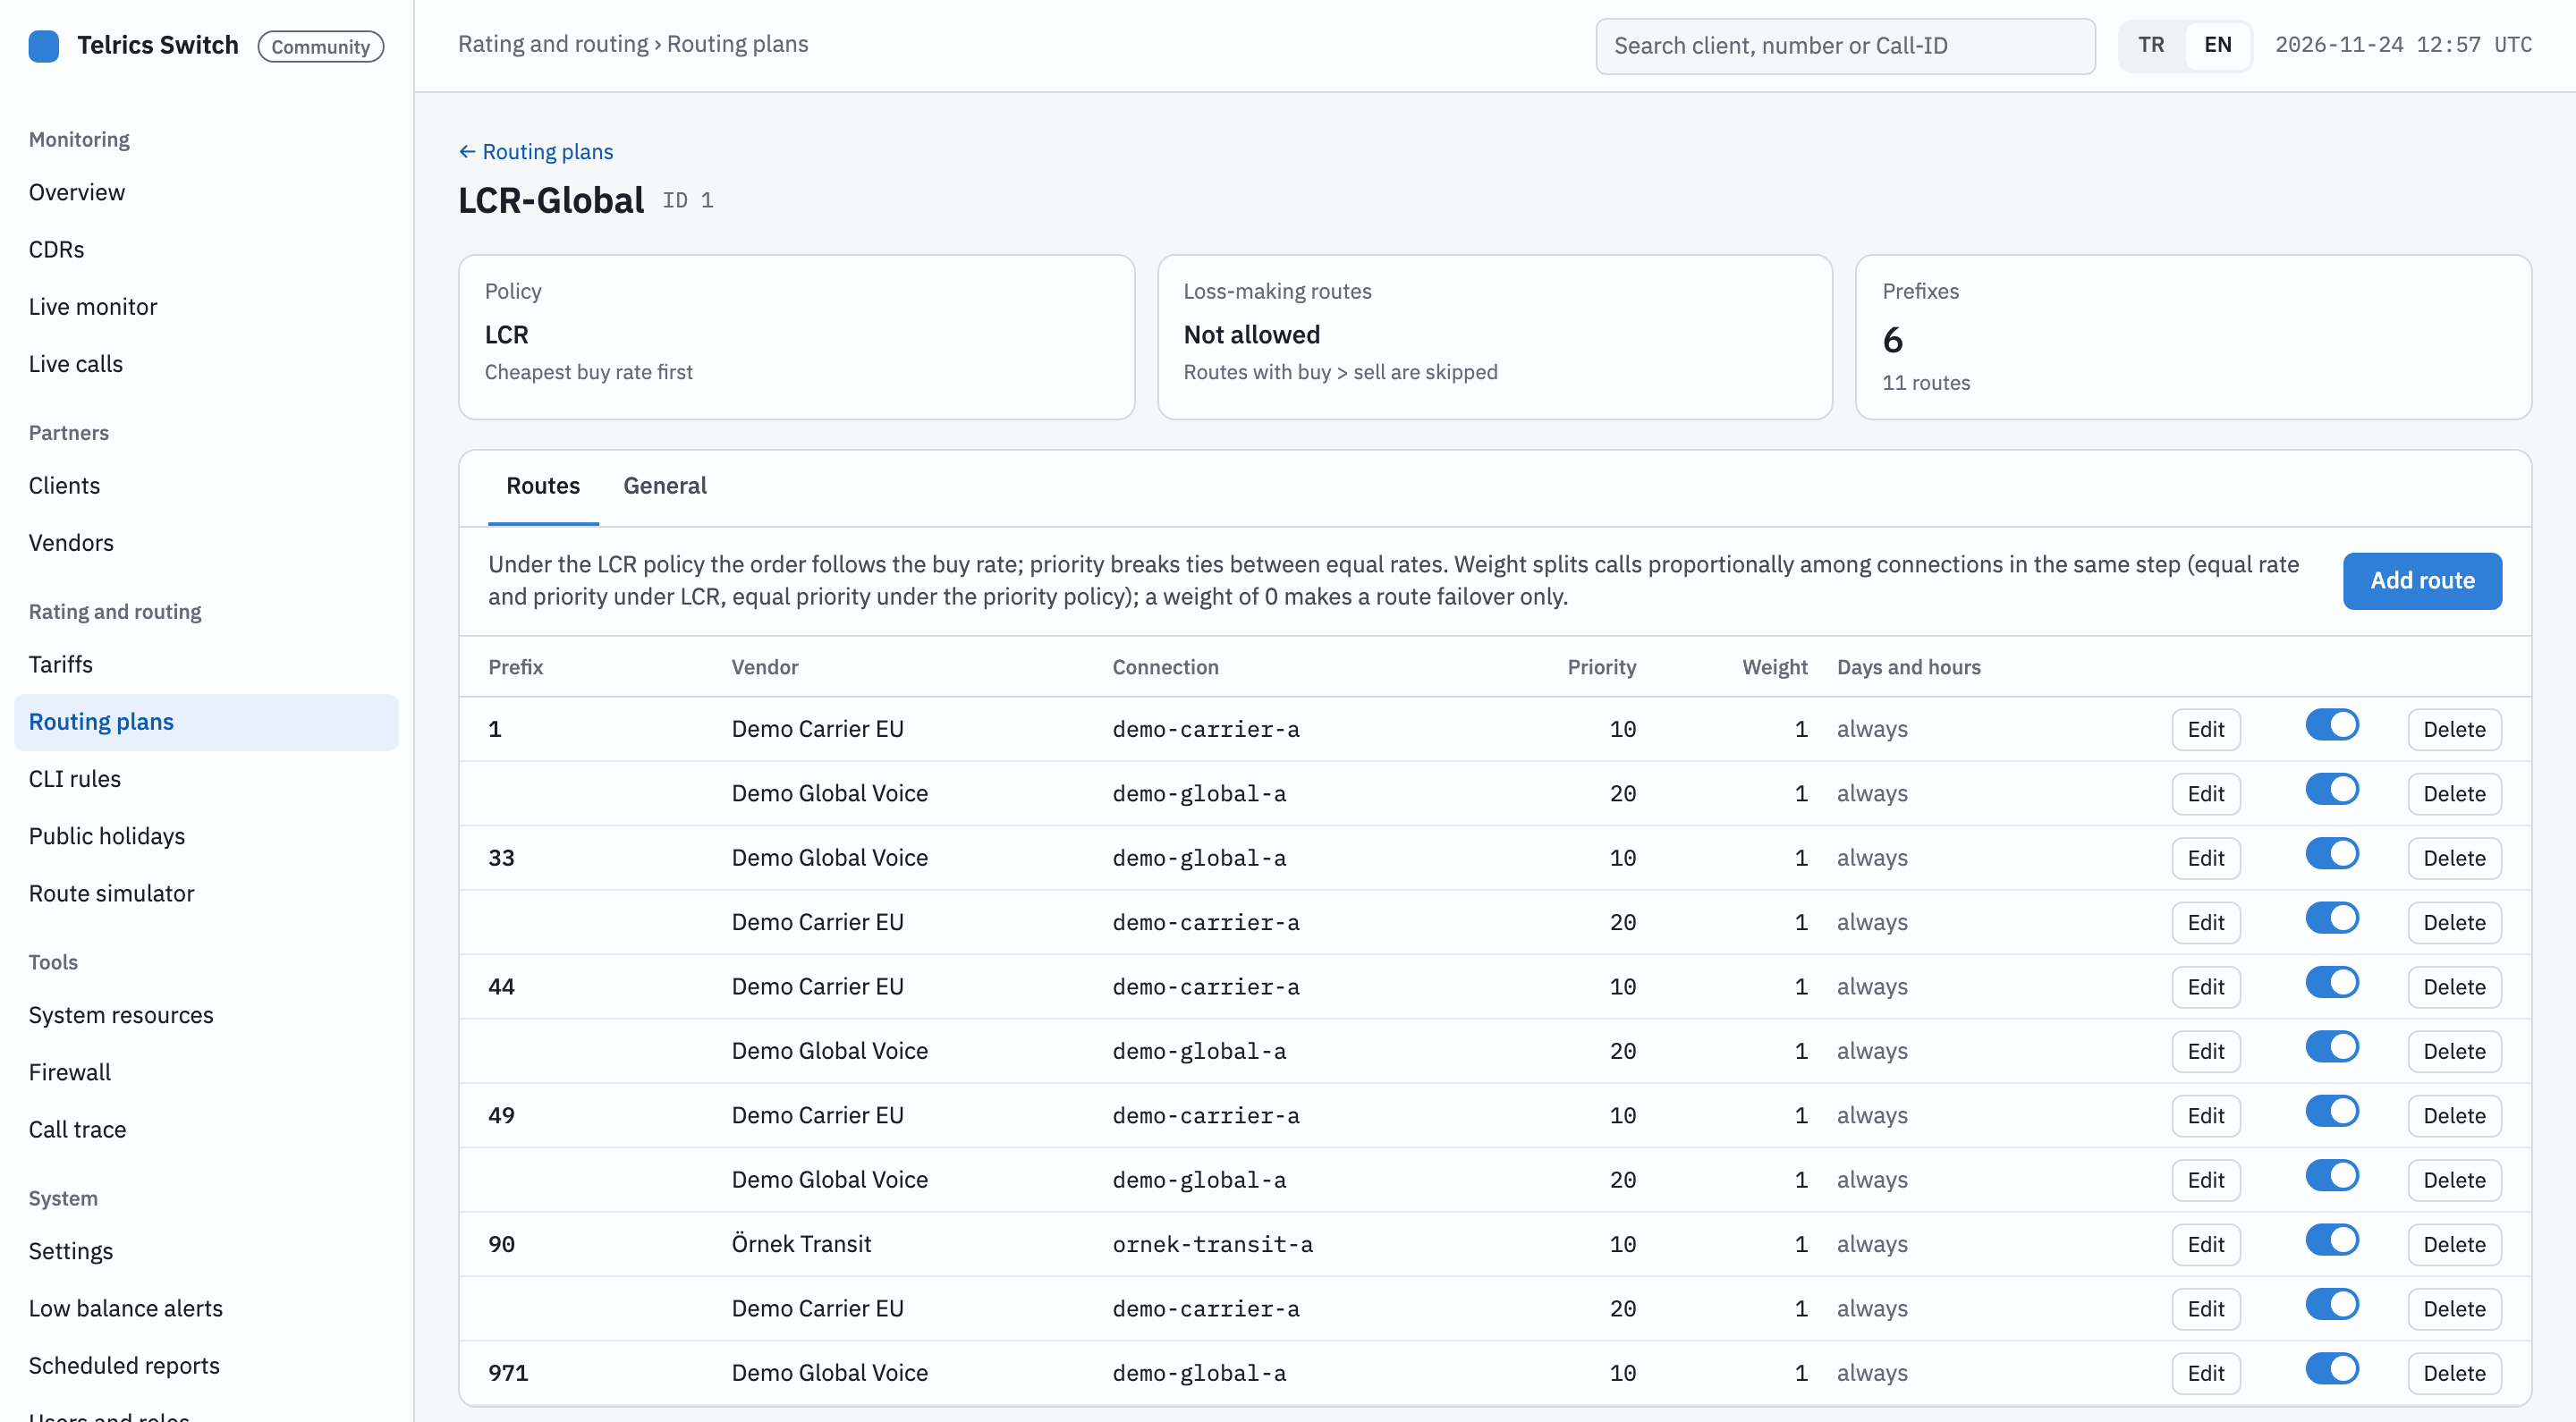 Telrics Switch Community
Monitoring
Overview
CDRs
Live monitor
Live calls
Partners
Clients
Vendors
Rating and routing
Tariffs
Routing plans
CLI rules
Public holidays
Route simulator
Tools
System resources
Firewall
Call trace
System
Settings
Low balance alerts
Scheduled reports
Users and roles
Rating and routing › Routing plans
Search client, number or Call-ID
TR EN
2026-11-24 12:57 UTC
← Routing plans
LCR-Global ID 1
Policy
LCR
Cheapest buy rate first
Loss-making routes
Not allowed
Routes with buy > sell are skipped
Prefixes
6
11 routes
Routes General
Under the LCR policy the order follows the buy rate; priority breaks ties between equal rates. Weight splits calls proportionally among connections in the same step (equal rate
and priority under LCR, equal priority under the priority policy); a weight of 0 makes a route failover only.
Add route
Prefix Vendor Connection Priority Weight Days and hours
1 Demo Carrier EU demo-carrier-a 10 1 always Edit Delete
Demo Global Voice demo-global-a 20 1 always Edit Delete
33 Demo Global Voice demo-global-a 10 1 always Edit Delete
Demo Carrier EU demo-carrier-a 20 1 always Edit Delete
44 Demo Carrier EU demo-carrier-a 10 1 always Edit Delete
Demo Global Voice demo-global-a 20 1 always Edit Delete
49 Demo Carrier EU demo-carrier-a 10 1 always Edit Delete
Demo Global Voice demo-global-a 20 1 always Edit Delete
90 Örnek Transit ornek-transit-a 10 1 always Edit Delete
Demo Carrier EU demo-carrier-a 20 1 always Edit Delete
971 Demo Global Voice demo-global-a 10 1 always Edit Delete